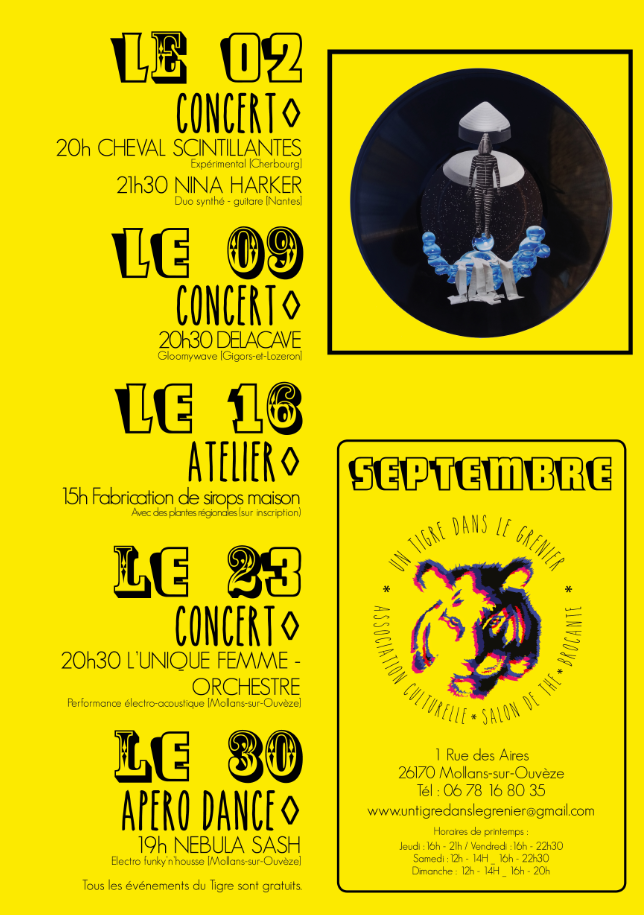 LE 02
CONCERT◊
20h CHEVAL SCINTILLANTES
Expérimental [Cherbourg]
21h30 NINA HARKER
Duo synthé - guitare [Nantes]
LE 09
CONCERT◊
20h30 DELACAVE
Gloomywave [Gigors-et-Lozeron]
LE 16
ATELIER◊
15h Fabrication de sirops maison
Avec des plantes régionales (sur inscription)
LE 23
CONCERT◊
20h30 L'UNIQUE FEMME -
ORCHESTRE
Performance électro-acoustique [Mollans-sur-Ouvèze]
LE 30
APERO DANCE◊
19h NEBULA SASH
Electro funky'n'housse [Mollans-sur-Ouvèze]
Tous les événements du Tigre sont gratuits.
SEPTEMBRE
UN TIGRE DANS LE GRENIER
* ASSOCIATION CULTURELLE * SALON DE THE * BROCANTE *
1 Rue des Aires
26170 Mollans-sur-Ouvèze
Tél : 06 78 16 80 35
www.untigredanslegrenier@gmail.com
Horaires de printemps :
Jeudi : 16h - 21h / Vendredi : 16h - 22h30
Samedi : 12h - 14H _ 16h - 22h30
Dimanche : 12h - 14H _ 16h - 20h